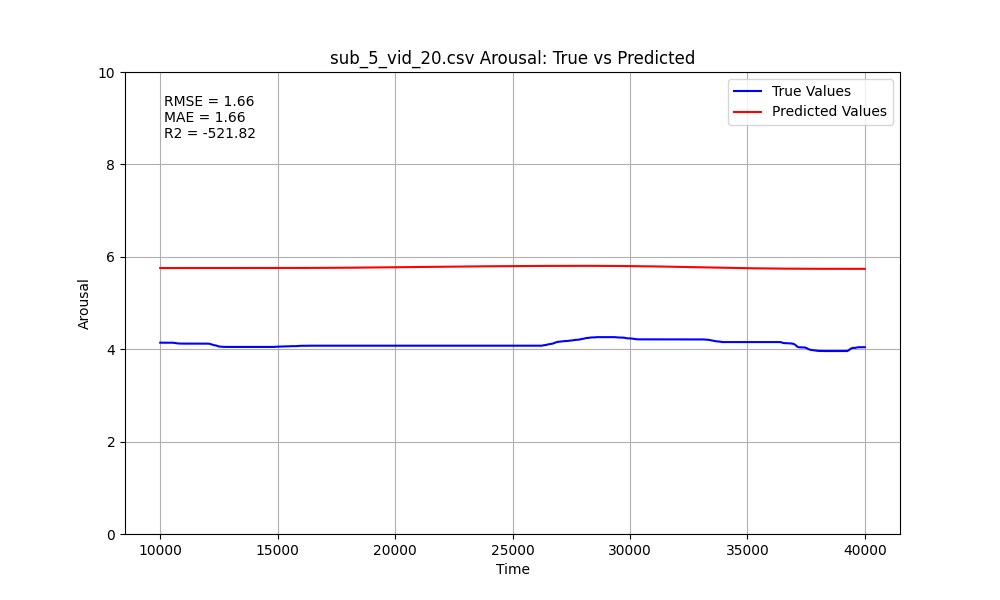 sub_5_vid_20.csv Arousal: True vs Predicted
RMSE = 1.66
MAE = 1.66
R2 = -521.82
True Values
Predicted Values
10
8
6
4
2
0
Arousal
10000 15000 20000 25000 30000 35000 40000
Time